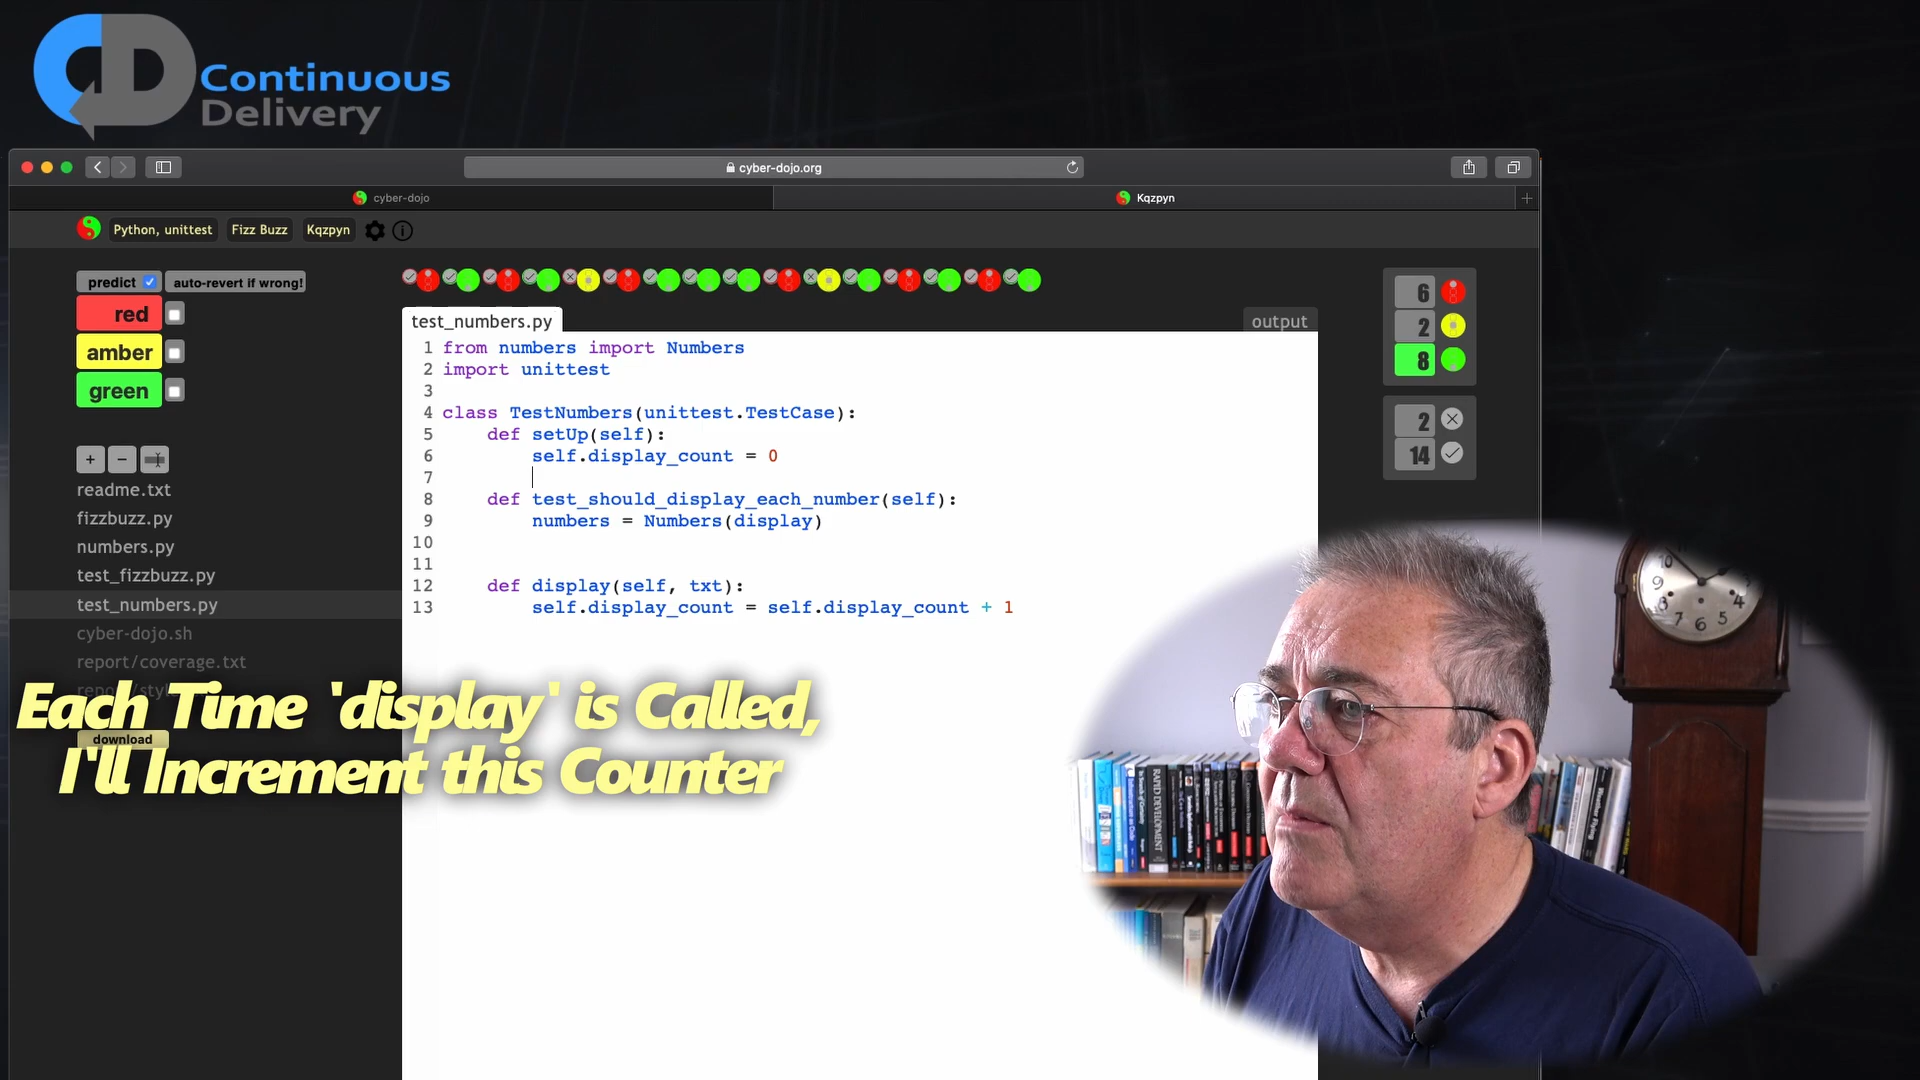 Continuous
Delivery
cyber-dojo.org
cyber-dojo
Kqzpyn
Python, unittest
Fizz Buzz
Kqzpyn
predict
auto-revert if wrong!
red
amber
green
+
−
readme.txt
fizzbuzz.py
numbers.py
test_fizzbuzz.py
test_numbers.py
cyber-dojo.sh
report/coverage.txt
download
test_numbers.py
output
1 from numbers import Numbers
2 import unittest
3
4 class TestNumbers(unittest.TestCase):
5     def setUp(self):
6         self.display_count = 0
7
8     def test_should_display_each_number(self):
9         numbers = Numbers(display)
10
11
12     def display(self, txt):
13         self.display_count = self.display_count + 1
6
2
8
2
14
Each Time 'display' is Called,
I'll Increment this Counter
RAPID DEVELOPMENT